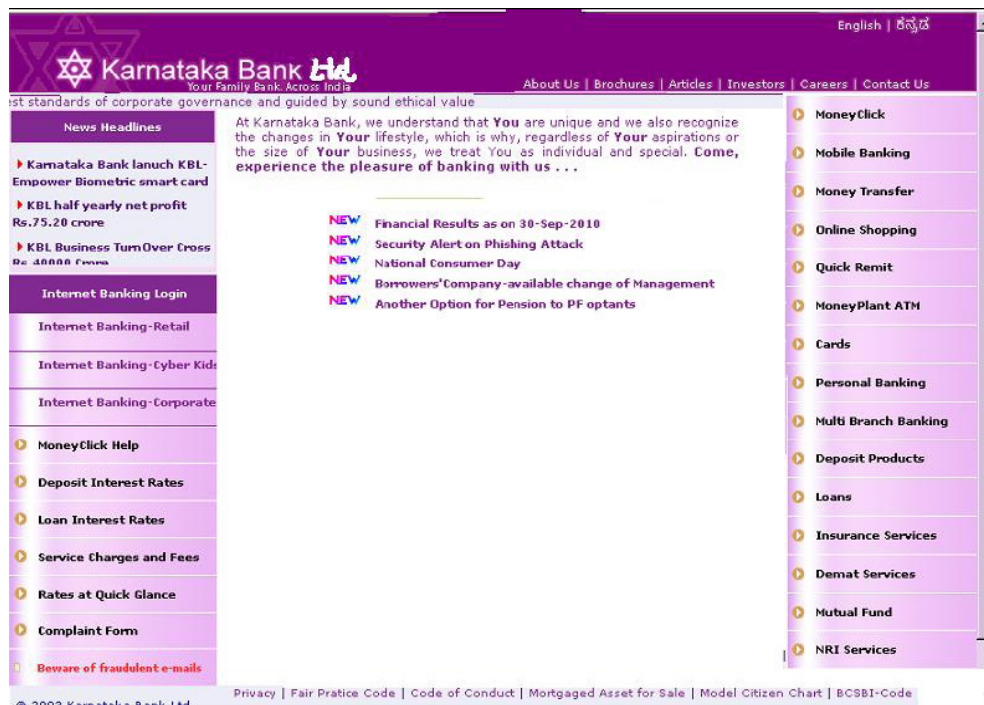 English | ಕನ್ನಡ
Karnataka Bank Ltd.
Your Family Bank. Across India
About Us | Brochures | Articles | Investors | Careers | Contact Us
est standards of corporate governance and guided by sound ethical value
News Headlines
Karnataka Bank lanuch KBL-
Empower Biometric smart card
KBL half yearly net profit
Rs.75.20 crore
KBL Business TurnOver Cross
Rs 40000 Crore
Internet Banking Login
Internet Banking-Retail
Internet Banking-Cyber Kids
Internet Banking-Corporate
MoneyClick Help
Deposit Interest Rates
Loan Interest Rates
Service Charges and Fees
Rates at Quick Glance
Complaint Form
Beware of fraudulent e-mails
At Karnataka Bank, we understand that You are unique and we also recognize
the changes in Your lifestyle, which is why, regardless of Your aspirations or
the size of Your business, we treat You as individual and special. Come,
experience the pleasure of banking with us . . .
NEW Financial Results as on 30-Sep-2010
NEW Security Alert on Phishing Attack
NEW National Consumer Day
NEW Borrowers'Company-available change of Management
NEW Another Option for Pension to PF optants
MoneyClick
Mobile Banking
Money Transfer
Online Shopping
Quick Remit
MoneyPlant ATM
Cards
Personal Banking
Multi Branch Banking
Deposit Products
Loans
Insurance Services
Demat Services
Mutual Fund
NRI Services
Privacy | Fair Pratice Code | Code of Conduct | Mortgaged Asset for Sale | Model Citizen Chart | BCSBI-Code
© 2003 Karnataka Bank Ltd